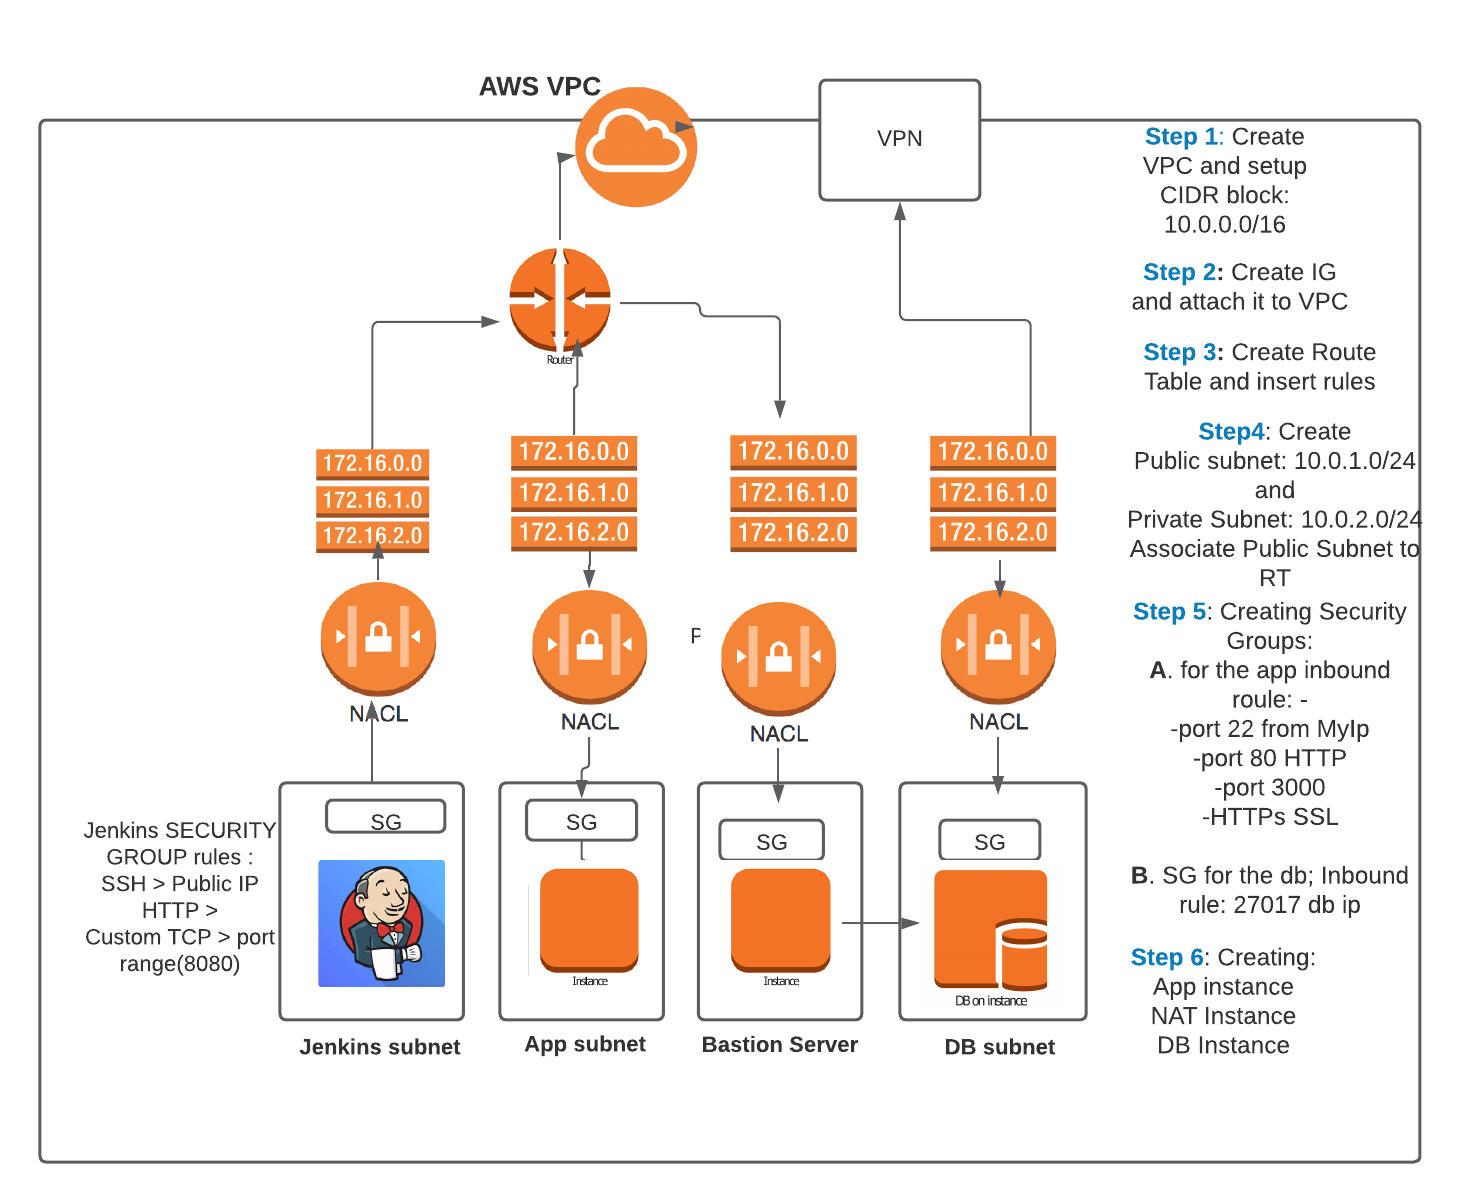 AWS VPC
VPN
Router
172.16.0.0
172.16.1.0
172.16.2.0
172.16.0.0
172.16.1.0
172.16.2.0
172.16.0.0
172.16.1.0
172.16.2.0
172.16.0.0
172.16.1.0
172.16.2.0
NACL
NACL
P
NACL
NACL
Jenkins SECURITY
GROUP rules :
SSH > Public IP
HTTP >
Custom TCP > port
range(8080)
SG
Jenkins subnet
SG
Instance
App subnet
SG
Instance
Bastion Server
SG
DB on instance
DB subnet
Step 1: Create
VPC and setup
CIDR block:
10.0.0.0/16
Step 2: Create IG
and attach it to VPC
Step 3: Create Route
Table and insert rules
Step4: Create
Public subnet: 10.0.1.0/24
and
Private Subnet: 10.0.2.0/24
Associate Public Subnet to
RT
Step 5: Creating Security
Groups:
A. for the app inbound
roule: -
-port 22 from MyIp
-port 80 HTTP
-port 3000
-HTTPs SSL
B. SG for the db; Inbound
rule: 27017 db ip
Step 6: Creating:
App instance
NAT Instance
DB Instance